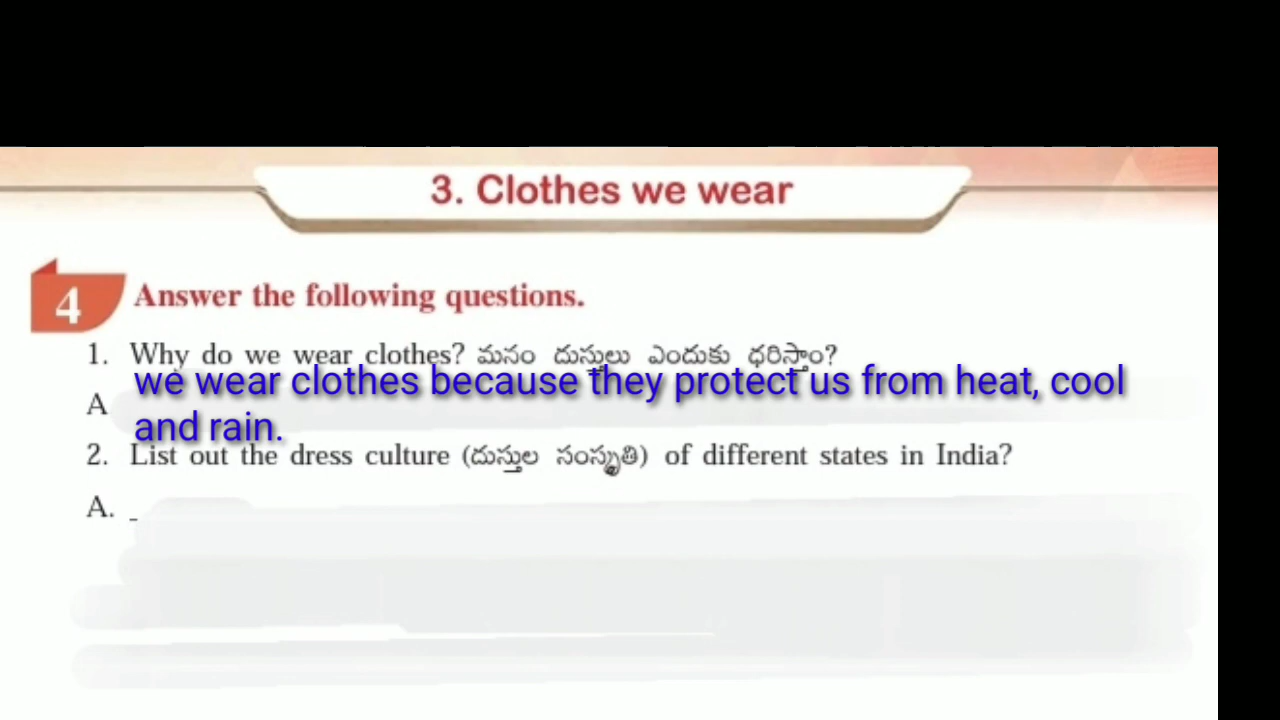 3. Clothes we wear
4 Answer the following questions.
1. Why do we wear clothes? మనం దుస్తులు ఎందుకు ధరిస్తాం?
we wear clothes because they protect us from heat, cool
A
and rain.
2. List out the dress culture (దుస్తుల సంస్కృతి) of different states in India?
A. _